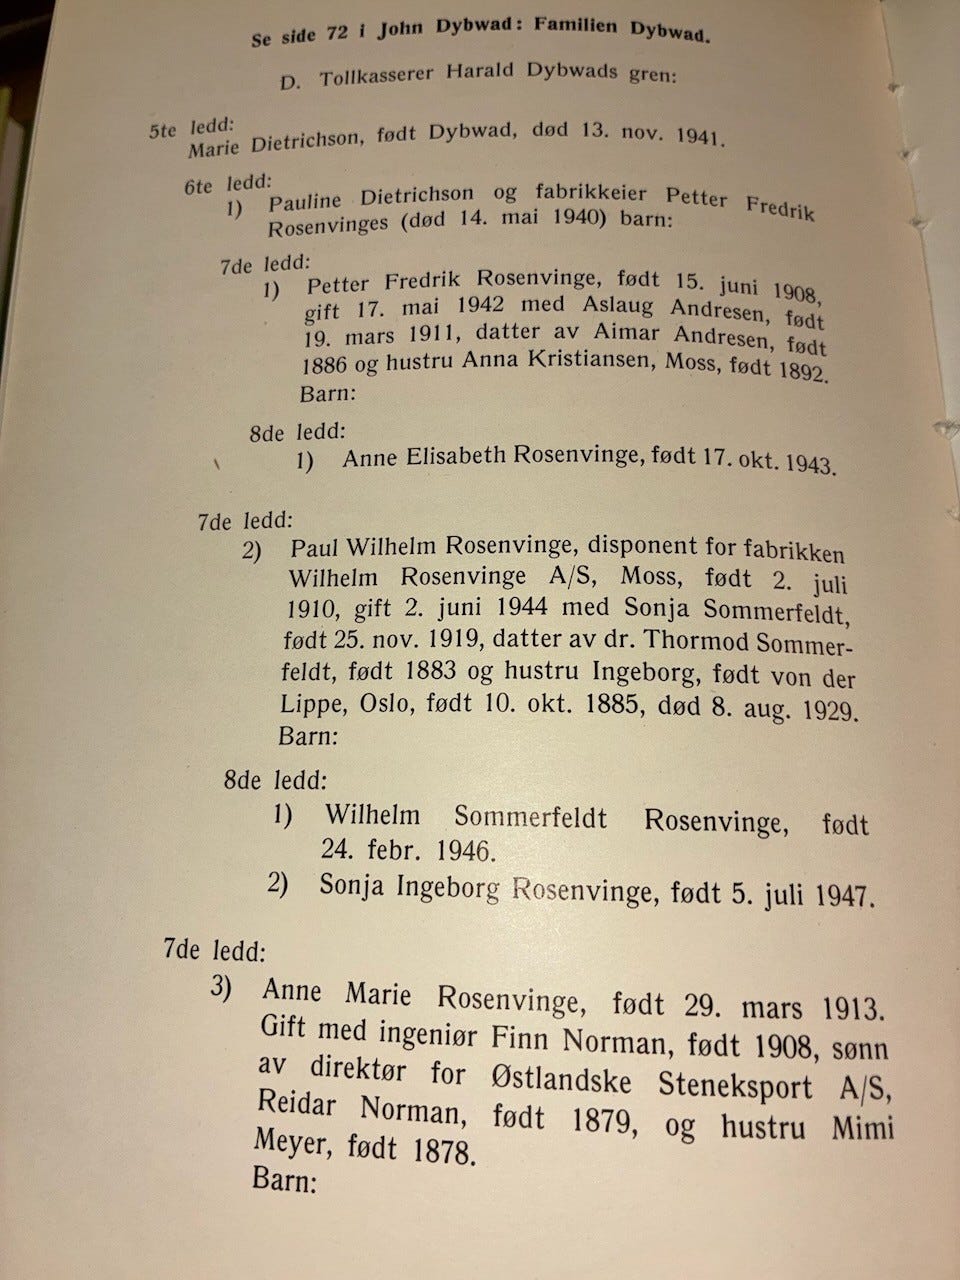 Se side 72 i John Dybwad: Familien Dybwad.
D. Tollkasserer Harald Dybwads gren:
5te ledd:
Marie Dietrichson, født Dybwad, død 13. nov. 1941.
6te ledd:
1) Pauline Dietrichson og fabrikkeier Petter Fredrik
Rosenvinges (død 14. mai 1940) barn:
7de ledd:
1) Petter Fredrik Rosenvinge, født 15. juni 1908,
gift 17. mai 1942 med Aslaug Andresen, født
19. mars 1911, datter av Aimar Andresen, født
1886 og hustru Anna Kristiansen, Moss, født 1892.
Barn:
8de ledd:
1) Anne Elisabeth Rosenvinge, født 17. okt. 1943.
7de ledd:
2) Paul Wilhelm Rosenvinge, disponent for fabrikken
Wilhelm Rosenvinge A/S, Moss, født 2. juli
1910, gift 2. juni 1944 med Sonja Sommerfeldt,
født 25. nov. 1919, datter av dr. Thormod Sommer-
feldt, født 1883 og hustru Ingeborg, født von der
Lippe, Oslo, født 10. okt. 1885, død 8. aug. 1929.
Barn:
8de ledd:
1) Wilhelm Sommerfeldt Rosenvinge, født
24. febr. 1946.
2) Sonja Ingeborg Rosenvinge, født 5. juli 1947.
7de ledd:
3) Anne Marie Rosenvinge, født 29. mars 1913.
Gift med ingeniør Finn Norman, født 1908, sønn
av direktør for Østlandske Steneksport A/S,
Reidar Norman, født 1879, og hustru Mimi
Meyer, født 1878.
Barn: